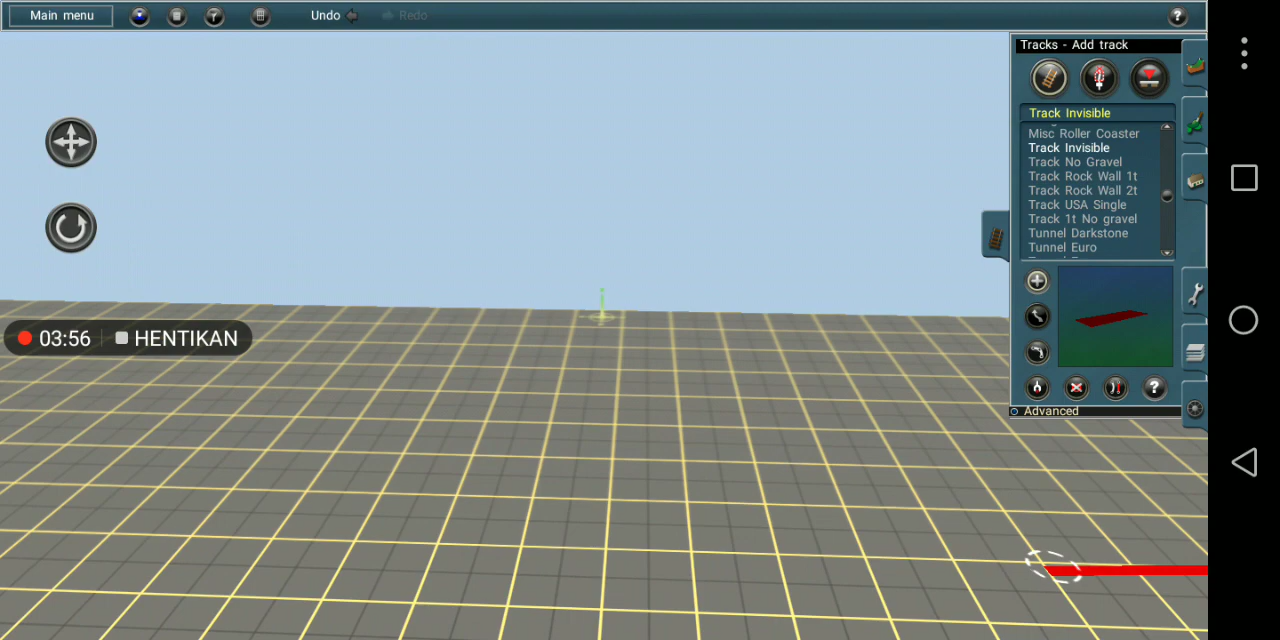 Main menu
Undo
Redo
?
Tracks - Add track
Track Invisible
Misc Roller Coaster
Track Invisible
Track No Gravel
Track Rock Wall 1t
Track Rock Wall 2t
Track USA Single
Track 1t No gravel
Tunnel Darkstone
Tunnel Euro
03:56
HENTIKAN
?
Advanced